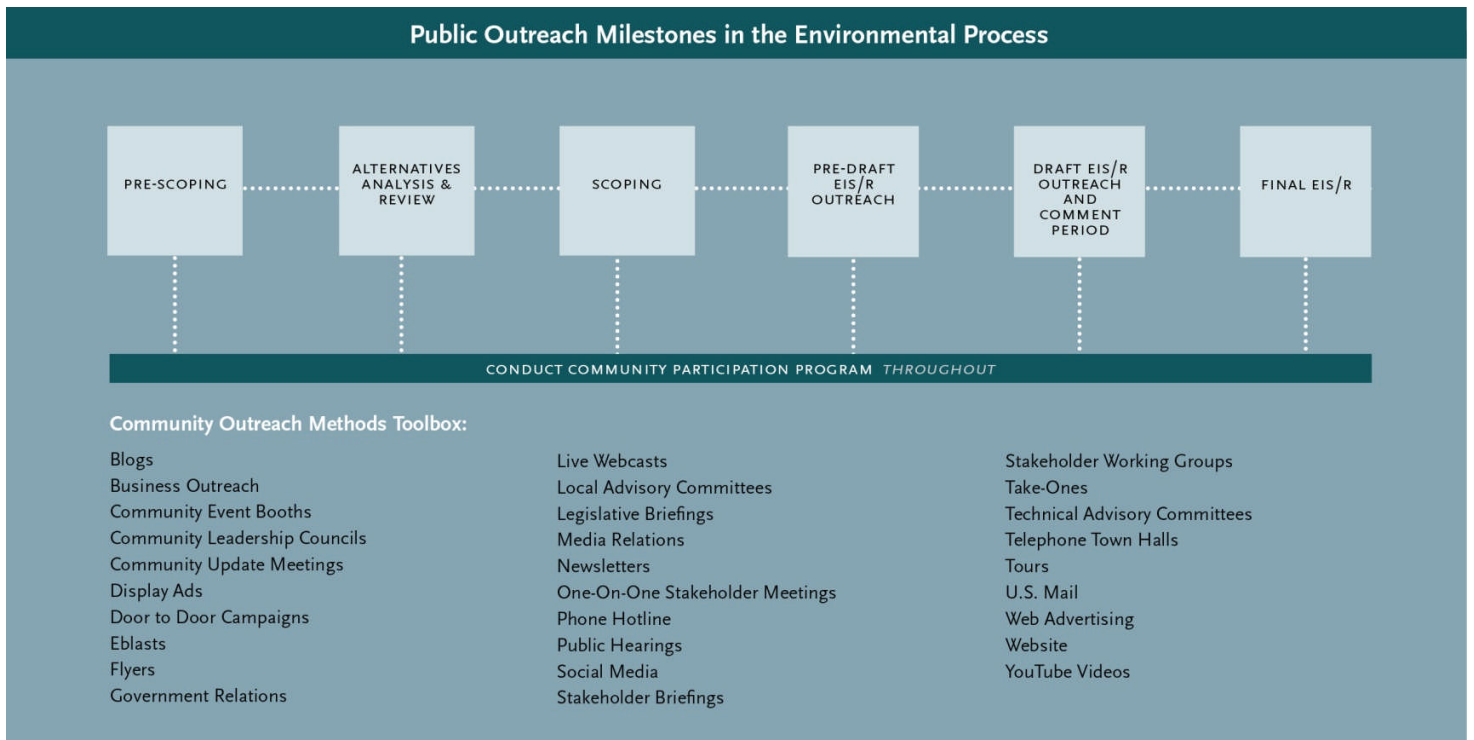 Public Outreach Milestones in the Environmental Process
PRE-SCOPING
ALTERNATIVES
ANALYSIS &
REVIEW
SCOPING
PRE-DRAFT
EIS/R
OUTREACH
DRAFT EIS/R
OUTREACH
AND
COMMENT
PERIOD
FINAL EIS/R
CONDUCT COMMUNITY PARTICIPATION PROGRAM THROUGHOUT
Community Outreach Methods Toolbox:
Blogs
Business Outreach
Community Event Booths
Community Leadership Councils
Community Update Meetings
Display Ads
Door to Door Campaigns
Eblasts
Flyers
Government Relations
Live Webcasts
Local Advisory Committees
Legislative Briefings
Media Relations
Newsletters
One-On-One Stakeholder Meetings
Phone Hotline
Public Hearings
Social Media
Stakeholder Briefings
Stakeholder Working Groups
Take-Ones
Technical Advisory Committees
Telephone Town Halls
Tours
U.S. Mail
Web Advertising
Website
YouTube Videos